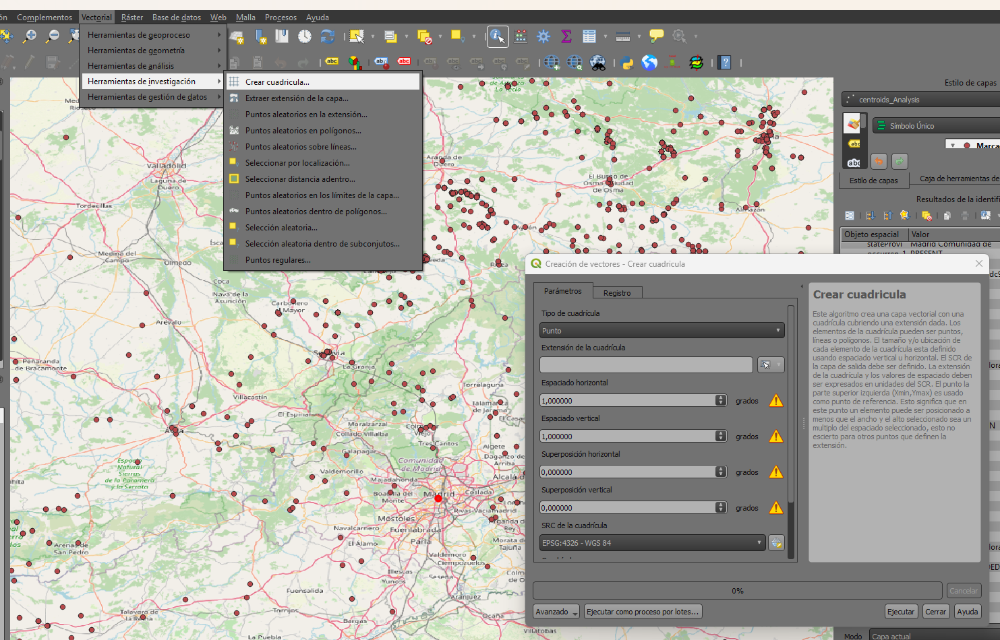 ón Complementos Vectorial Ráster Base de datos Web Malla Procesos Ayuda
Herramientas de geoproceso
Herramientas de geometría
Herramientas de análisis
Herramientas de investigación
Herramientas de gestión de datos
Crear cuadricula...
Extraer extensión de la capa...
Puntos aleatorios en la extensión...
Puntos aleatorios en polígonos...
Puntos aleatorios sobre líneas...
Seleccionar por localización...
Seleccionar distancia adentro...
Puntos aleatorios en los límites de la capa...
Puntos aleatorios dentro de polígonos...
Selección aleatoria...
Selección aleatoria dentro de subconjutos...
Puntos regulares...
abc
abc
Estilo de capas
centroids_Analysis
Símbolo Único
abc
Marca
abc
Estilo de capas
Caja de herramientas de
Resultados de la identifi
Objeto espacial Valor
stateProvi Madrid Comunidad de
Valladolid
Laguna de
Duero
Tordesillas
Medina del
Campo
Olmedo
Coca
Nava de la
Asunción
Carbonero
el Mayor
Arévalo
Peñaranda
de Bracamonte
Segovia
La Granja
Villacastín
El Espinar
Ávila
Aranda de
Duero
El Burgo de
Osma-Ciudad
de Osma
Almazán
Ayllón
Riaza
Torrelaguna
Talamanca
de Jarama
El Casar
Moralzarzal
Collado Villalba
Colmenar
Viejo
Tres Cantos
Galapagar
Algete
Daganzo de
Arriba
Comunidad
de Madrid
Valdemorillo
Majadahonda
Alcalá de
Boadilla del
Monte
Madrid
Coslada
Rivas-Vaciamadrid
Móstoles
Arganda del
Rey
Navalcarnero
Fuenlabrada
El Álamo
Parla
Morata de
Tajuña
Valdemoro
Ciempozuelos
Illescas
Seseña
Yuncos
Colmenar
de O
Aranjuez
Fuensalida
Torrijos
Ocaña
Bargas
Villatobas
La Puebla
Talavera de
la Reina
Arenas de
San Pedro
Espacio
Natural
Sierras
de la Paramera
y la Serrota
Creación de vectores - Crear cuadricula
Parámetros Registro
Tipo de cuadrícula
Punto
Extensión de la cuadrícula
Espaciado horizontal
1,000000 grados
Espaciado vertical
1,000000 grados
Superposición horizontal
0,000000 grados
Superposición vertical
0,000000 grados
SRC de la cuadrícula
EPSG:4326 - WGS 84
Crear cuadricula
Este algoritmo crea una capa vectorial con una
cuadrícula cubriendo una extensión dada. Los
elementos de la cuadrícula pueden ser puntos,
líneas o polígonos. El tamaño y/o ubicación de
cada elemento de la cuadrícula esta definido
usando espaciado vertical u horizontal. El SCR de
la capa de salida debe ser definido. La extensión
de la cuadrícula y los valores de espaciado deben
ser expresados en unidades del SCR. El punto la
parte superior izquierda (Xmin,Ymax) es usado
como punto de referencia. Esto significa que en
este punto un elemento puede ser posicionado a
menos que el ancho y el alto seleccionado sea un
multiplo del espaciado seleccionado, esto no
escierto para otros puntos que definen la
extensión.
0%
Cancelar
Avanzado Ejecutar como proceso por lotes... Ejecutar Cerrar Ayuda
Modo Capa actual